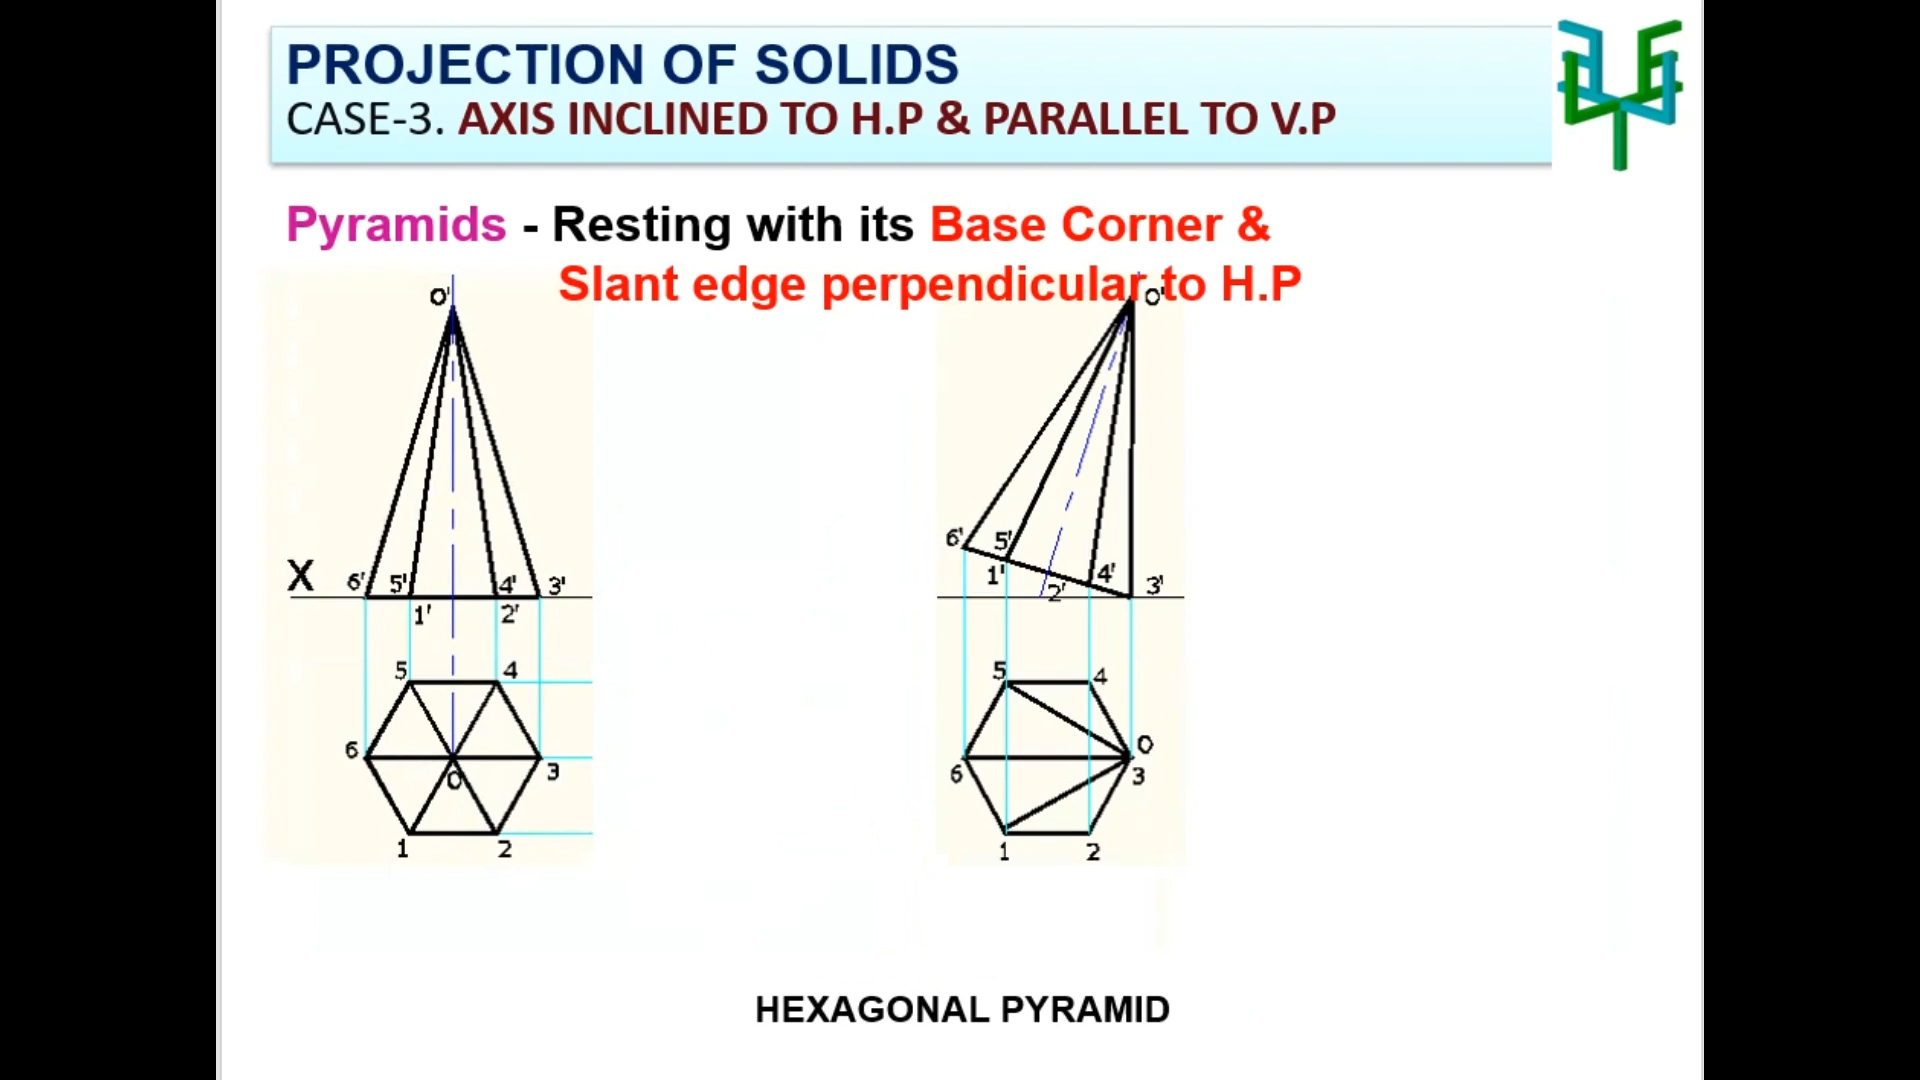 PROJECTION OF SOLIDS
CASE-3. AXIS INCLINED TO H.P & PARALLEL TO V.P
Pyramids - Resting with its Base Corner &
Slant edge perpendicular to H.P
O'
O'
X
6' 5' 4' 3'
1' 2'
6' 5'
1' 2' 4' 3'
5 4
6 O 3
1 2
5 4
6 O
3
1 2
HEXAGONAL PYRAMID